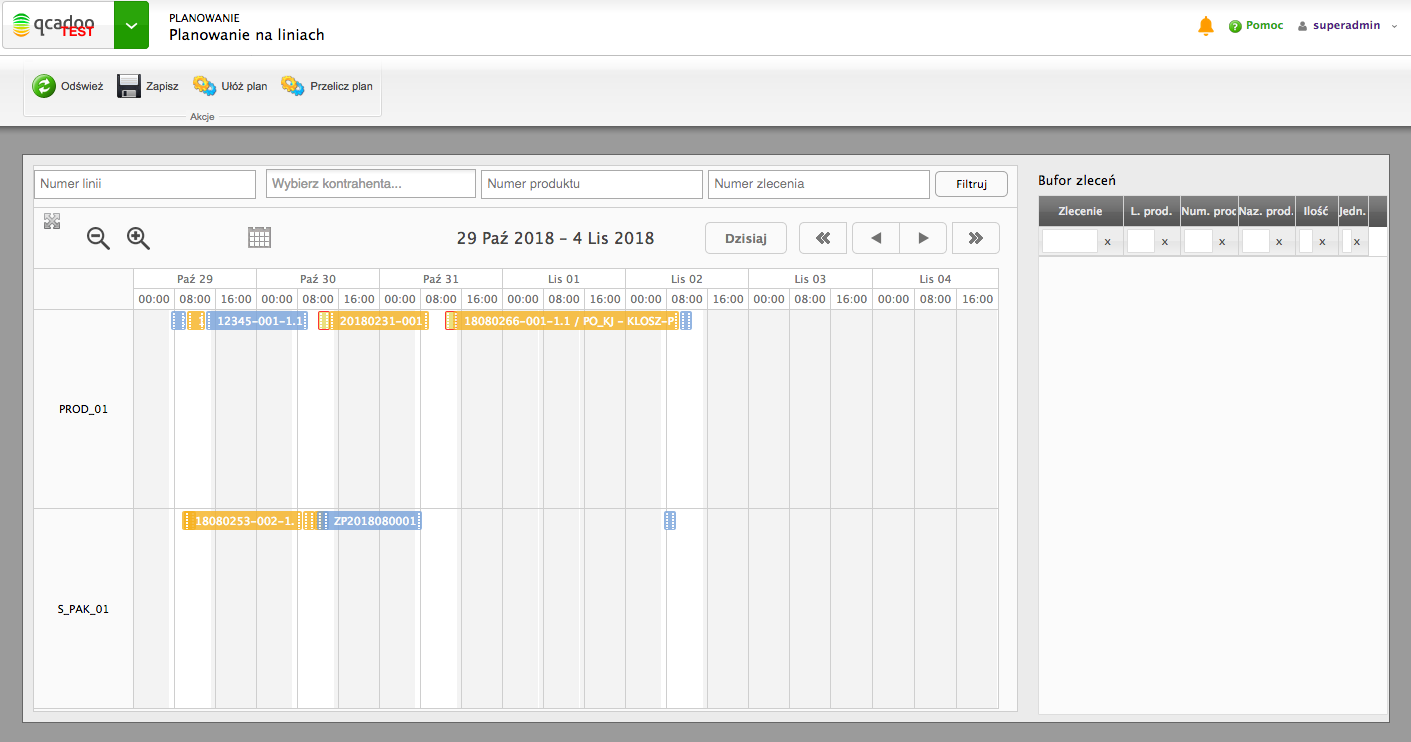 qcadoo
TEST
PLANOWANIE
Planowanie na liniach
Pomoc
superadmin
Odśwież Zapisz Ułóż plan Przelicz plan
Akcje
Numer linii Wybierz kontrahenta... Numer produktu Numer zlecenia Filtruj
29 Paź 2018 – 4 Lis 2018
Dzisiaj
Paź 29 Paź 30 Paź 31 Lis 01 Lis 02 Lis 03 Lis 04
00:00 08:00 16:00 00:00 08:00 16:00 00:00 08:00 16:00 00:00 08:00 16:00 00:00 08:00 16:00 00:00 08:00 16:00 00:00 08:00 16:00
12345-001-1.1 20180231-001 18080266-001-1.1 / PO_KJ – KLOSZ-P
PROD_01
18080253-002-1. ZP2018080001
S_PAK_01
Bufor zleceń
Zlecenie L. prod. Num. proc Naz. prod. Ilość Jedn.
x x x x x x